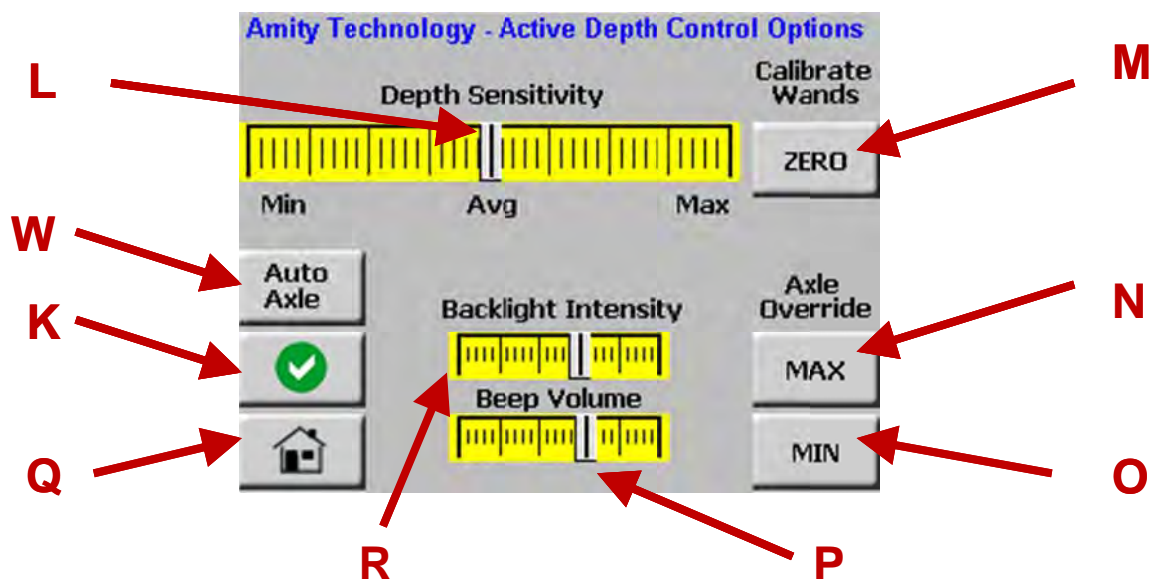 Amity Technology - Active Depth Control Options
L
M
Calibrate
Wands
Depth Sensitivity
ZERO
Min Avg Max
W
Auto
Axle
Axle
Override
N
K
Backlight Intensity
MAX
Beep Volume
Q
MIN
O
R
P